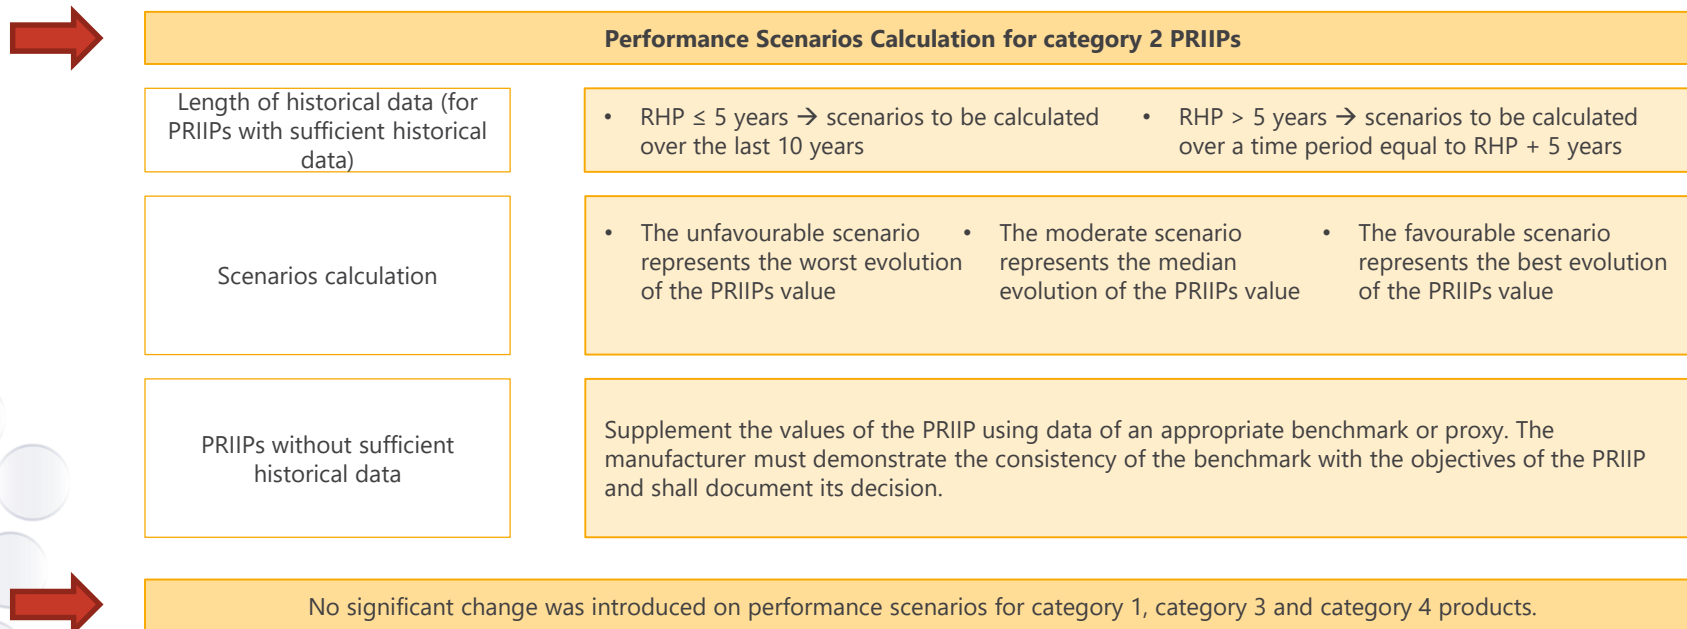 Performance Scenarios Calculation for category 2 PRIIPs
Length of historical data (for
PRIIPs with sufficient historical
data)
• RHP ≤ 5 years → scenarios to be calculated
over the last 10 years
• RHP > 5 years → scenarios to be calculated
over a time period equal to RHP + 5 years
Scenarios calculation
• The unfavourable scenario
represents the worst evolution
of the PRIIPs value
• The moderate scenario
represents the median
evolution of the PRIIPs value
• The favourable scenario
represents the best evolution
of the PRIIPs value
PRIIPs without sufficient
historical data
Supplement the values of the PRIIP using data of an appropriate benchmark or proxy. The
manufacturer must demonstrate the consistency of the benchmark with the objectives of the PRIIP
and shall document its decision.
No significant change was introduced on performance scenarios for category 1, category 3 and category 4 products.